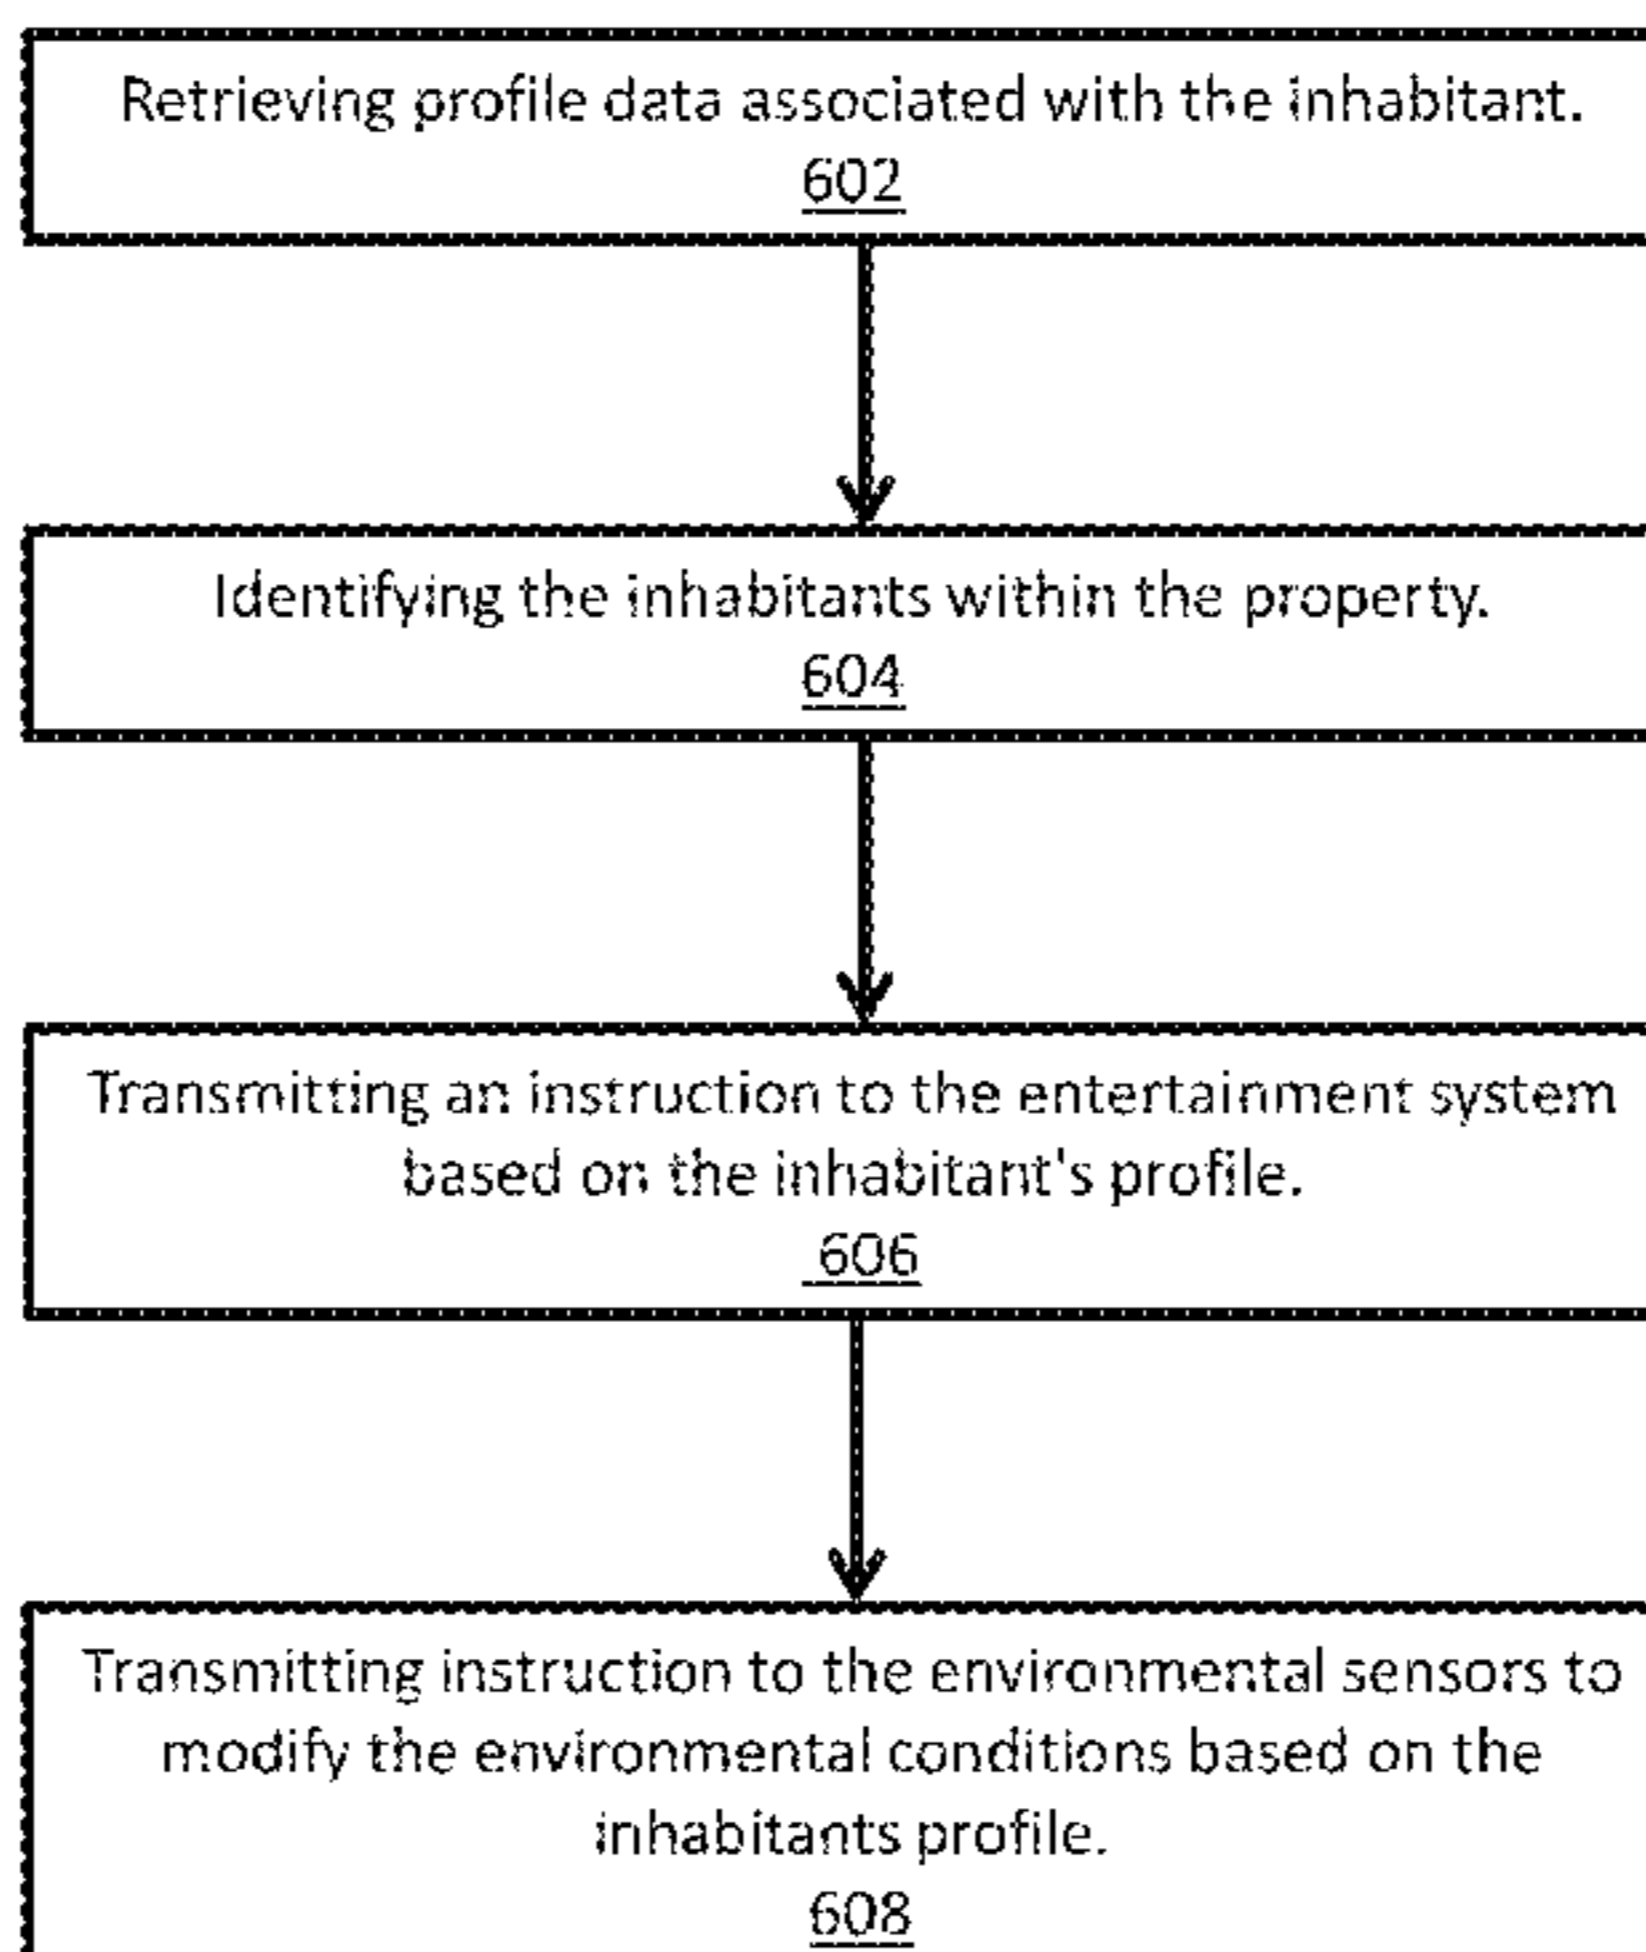 Retrieving profile data associated with the inhabitant.
602
Identifying the inhabitants within the property.
604
Transmitting an instruction to the entertainment system
based on the inhabitant's profile.
606
Transmitting instruction to the environmental sensors to
modify the environmental conditions based on the
inhabitants profile.
608